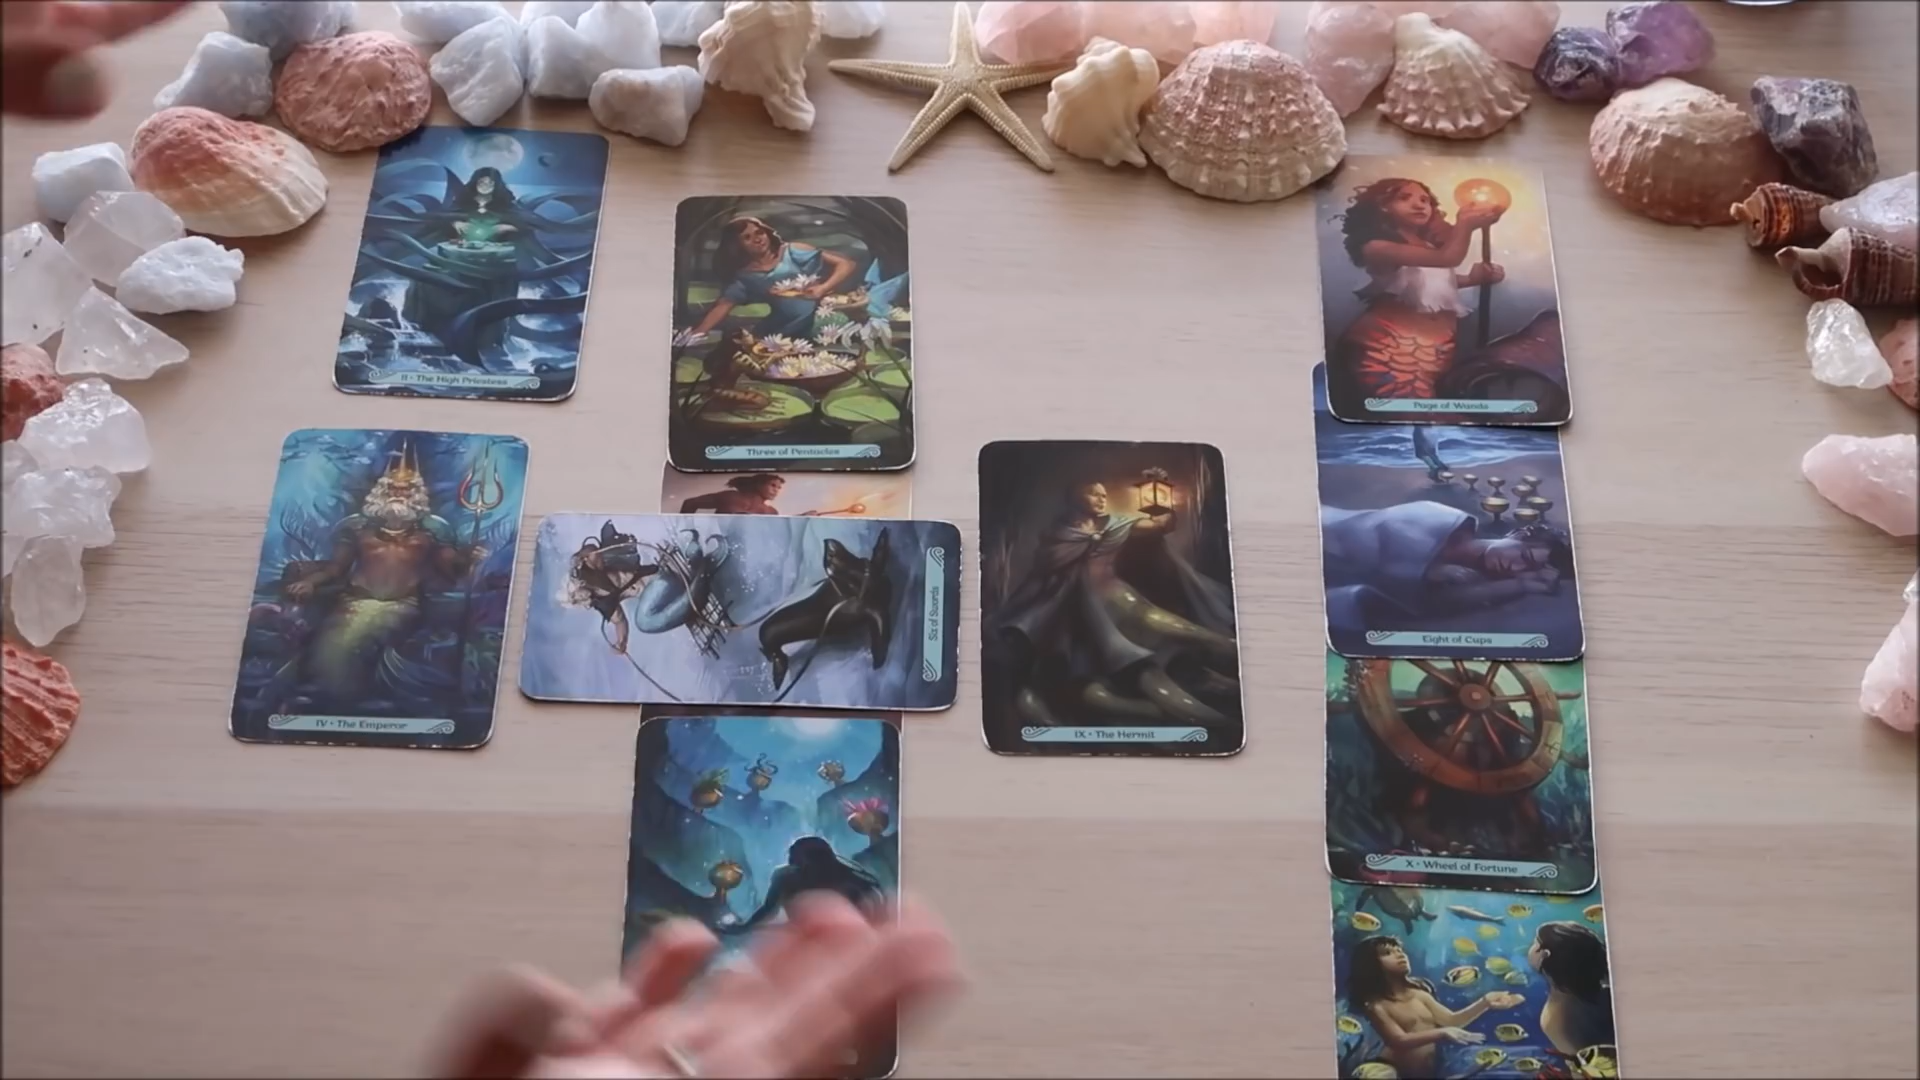 II • The High Priestess
Three of Pentacles
Page of Wands
Six of Swords
Eight of Cups
IV • The Emperor
IX • The Hermit
X • Wheel of Fortune